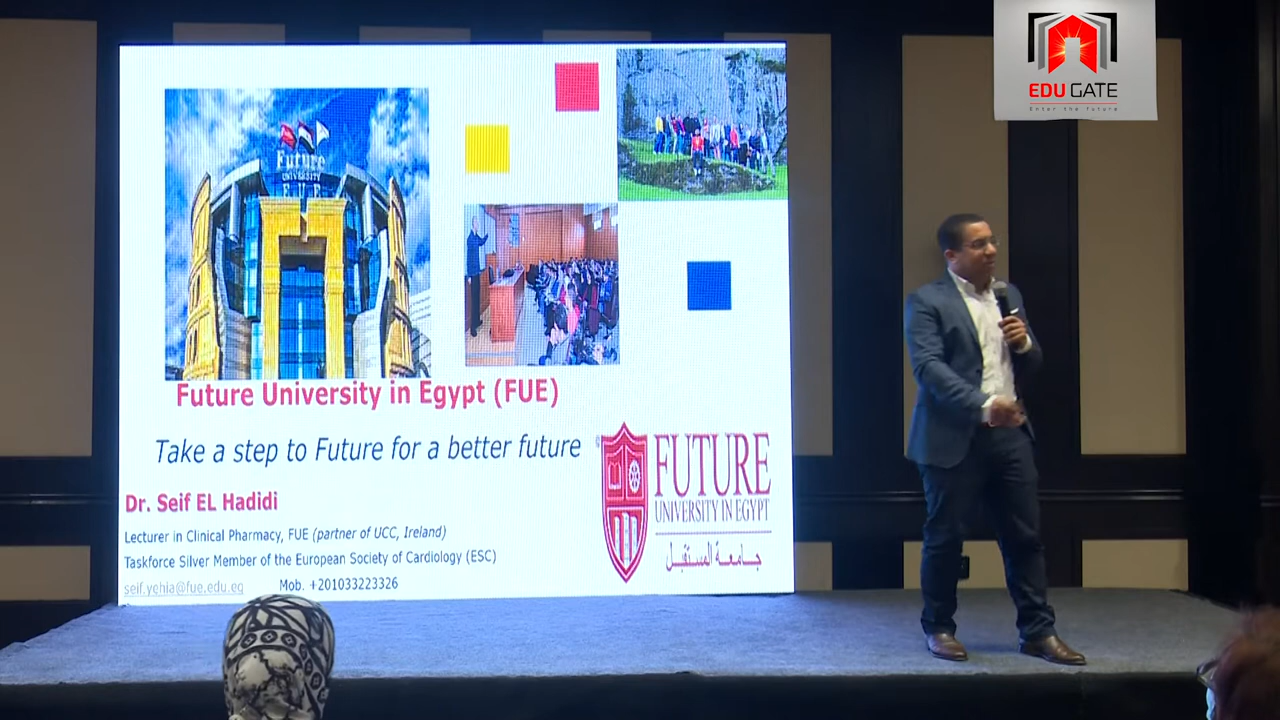 EDU GATE
Enter the future
Future
UNIVERSITY
F U E
Future University in Egypt (FUE)
Take a step to Future for a better future
Dr. Seif EL Hadidi
Lecturer in Clinical Pharmacy, FUE (partner of UCC, Ireland)
Taskforce Silver Member of the European Society of Cardiology (ESC)
seif.yehia@fue.edu.eg Mob. +201033223326
FUTURE
UNIVERSITY IN EGYPT
جامعة المستقبل